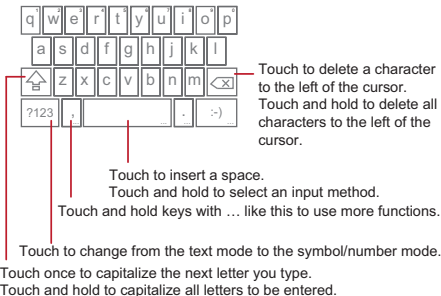 q w e r t y u i o p
a s d f g h j k l
z x c v b n m
?123 , ... ... . ... :-)
Touch to delete a character
to the left of the cursor.
Touch and hold to delete all
characters to the left of the
cursor.
Touch to insert a space.
Touch and hold to select an input method.
Touch and hold keys with … like this to use more functions.
Touch to change from the text mode to the symbol/number mode.
Touch once to capitalize the next letter you type.
Touch and hold to capitalize all letters to be entered.